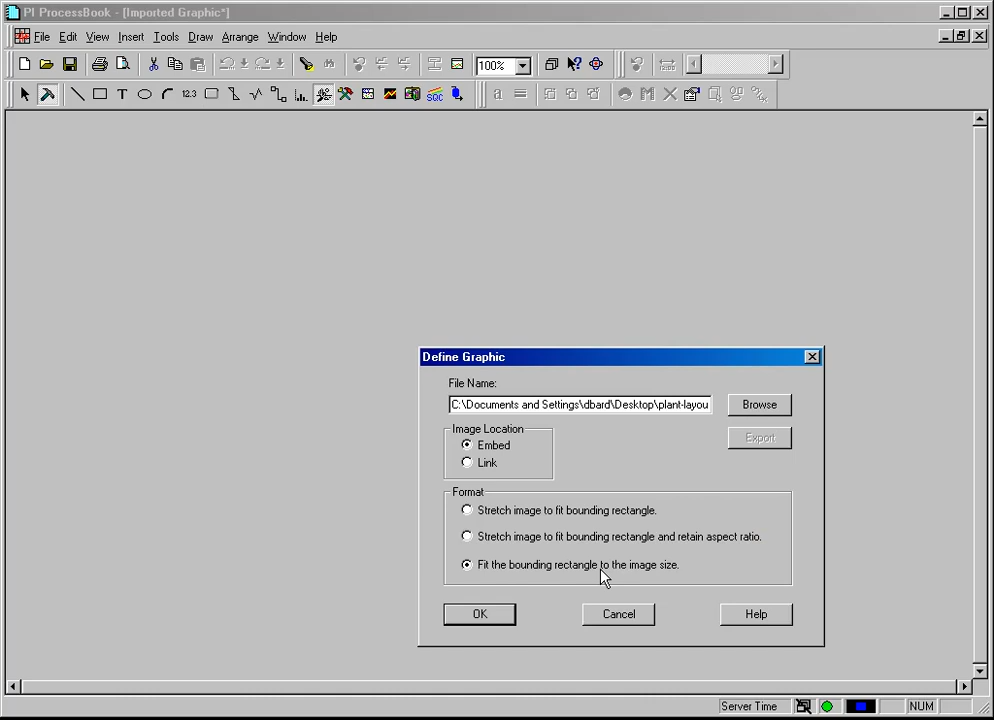 PI ProcessBook - [Imported Graphic*]
File Edit View Insert Tools Draw Arrange Window Help
100%
12.3
SQC
a
Define Graphic
File Name:
C:\Documents and Settings\dbard\Desktop\plant-layou
Browse
Image Location
Export
Embed
Link
Format
Stretch image to fit bounding rectangle.
Stretch image to fit bounding rectangle and retain aspect ratio.
Fit the bounding rectangle to the image size.
OK Cancel Help
Server Time NUM